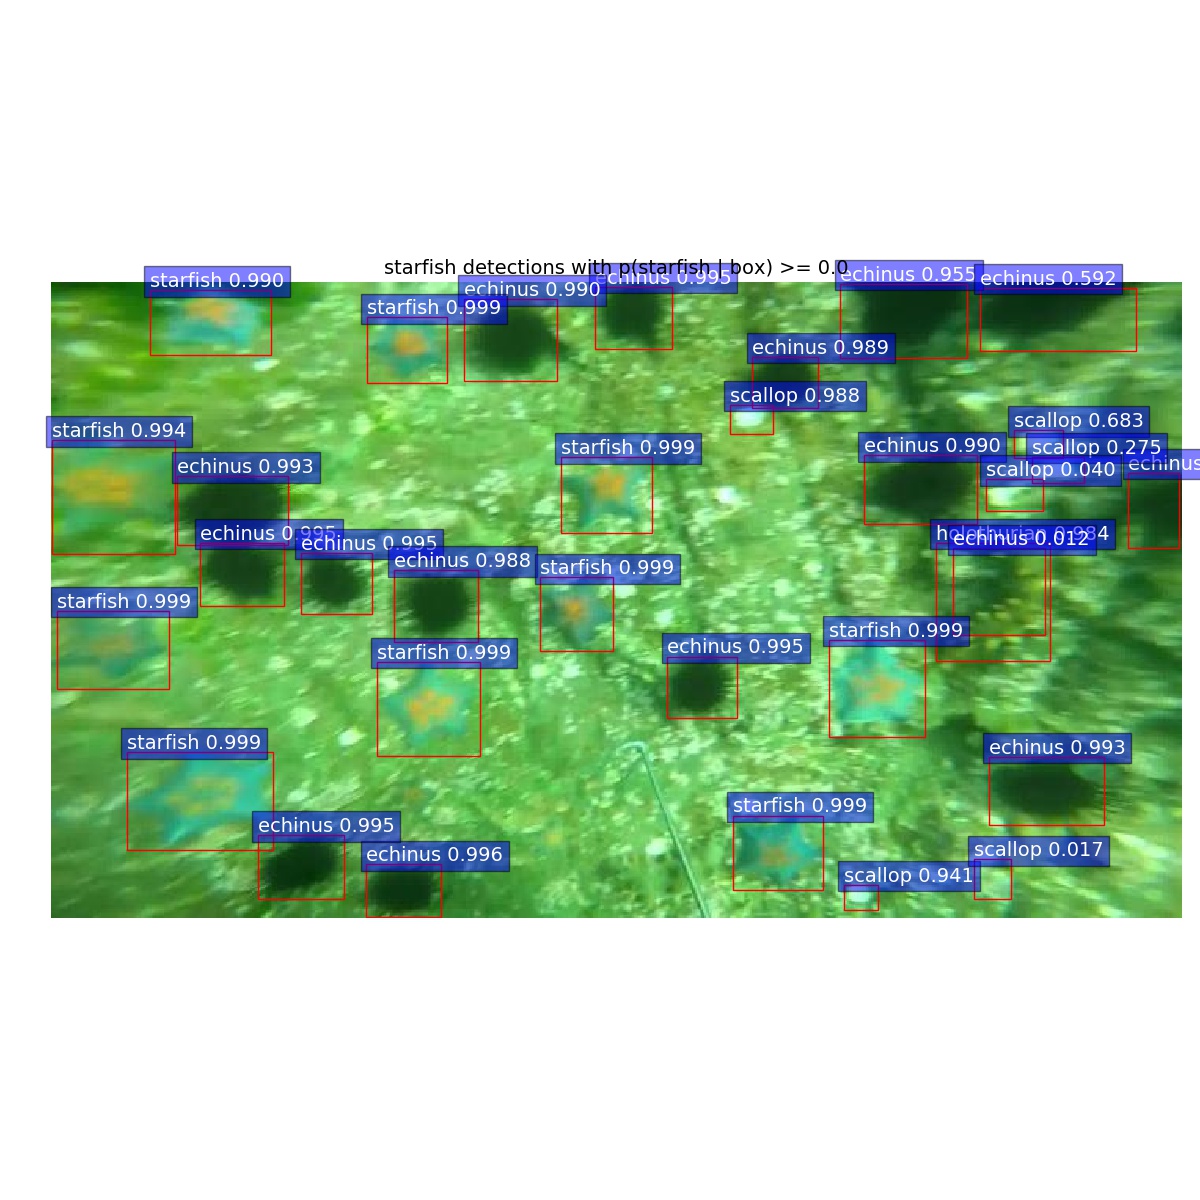 starfish detections with p(starfish | box) >= 0.0
starfish 0.990
starfish 0.999
echinus 0.990
echinus 0.995
echinus 0.955
echinus 0.592
echinus 0.989
scallop 0.988
starfish 0.994
echinus 0.993
starfish 0.999
echinus 0.990
scallop 0.683
scallop 0.275
scallop 0.040
echinus
echinus 0.995
echinus 0.995
echinus 0.988
starfish 0.999
holothurian 0.984
echinus 0.012
starfish 0.999
starfish 0.999
echinus 0.995
starfish 0.999
starfish 0.999
echinus 0.993
echinus 0.995
echinus 0.996
starfish 0.999
scallop 0.941
scallop 0.017